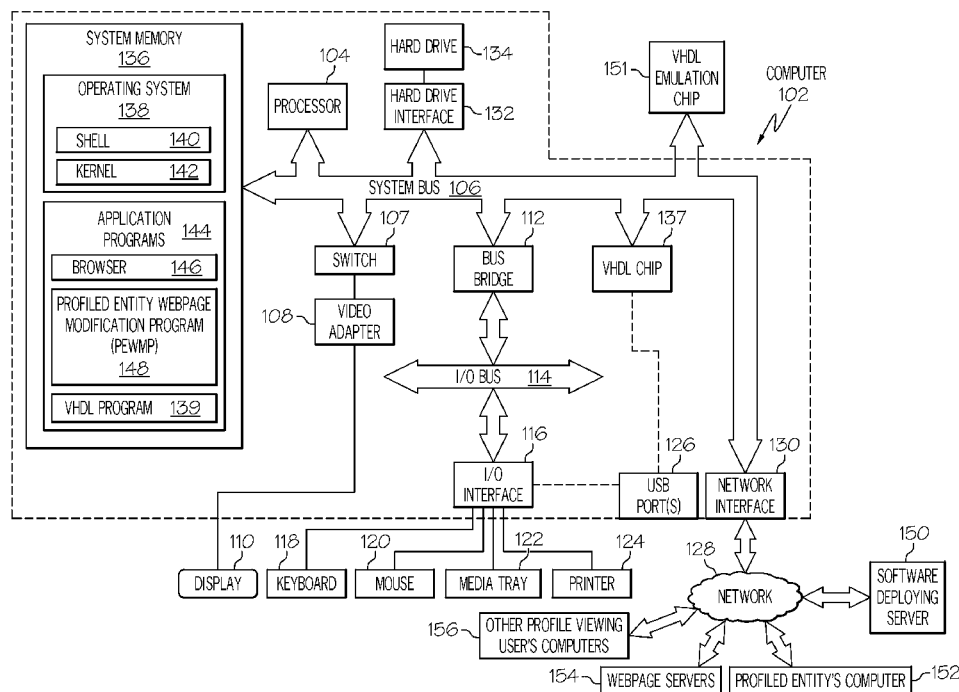 SYSTEM MEMORY
136
OPERATING SYSTEM
138
SHELL 140
KERNEL 142
APPLICATION
PROGRAMS 144
BROWSER 146
PROFILED ENTITY WEBPAGE
MODIFICATION PROGRAM
(PEWMP)
148
VHDL PROGRAM 139
104
PROCESSOR
HARD DRIVE
134
HARD DRIVE
INTERFACE
132
151
VHDL
EMULATION
CHIP
COMPUTER
102
SYSTEM BUS 106
107
SWITCH
108
VIDEO
ADAPTER
112
BUS
BRIDGE
137
VHDL CHIP
I/O BUS 114
116
I/O
INTERFACE
126
USB
PORT(S)
130
NETWORK
INTERFACE
110
DISPLAY
118
KEYBOARD
120
MOUSE
122
MEDIA TRAY
124
PRINTER
128
NETWORK
150
SOFTWARE
DEPLOYING
SERVER
156
OTHER PROFILE VIEWING
USER'S COMPUTERS
154
WEBPAGE SERVERS
PROFILED ENTITY'S COMPUTER
152